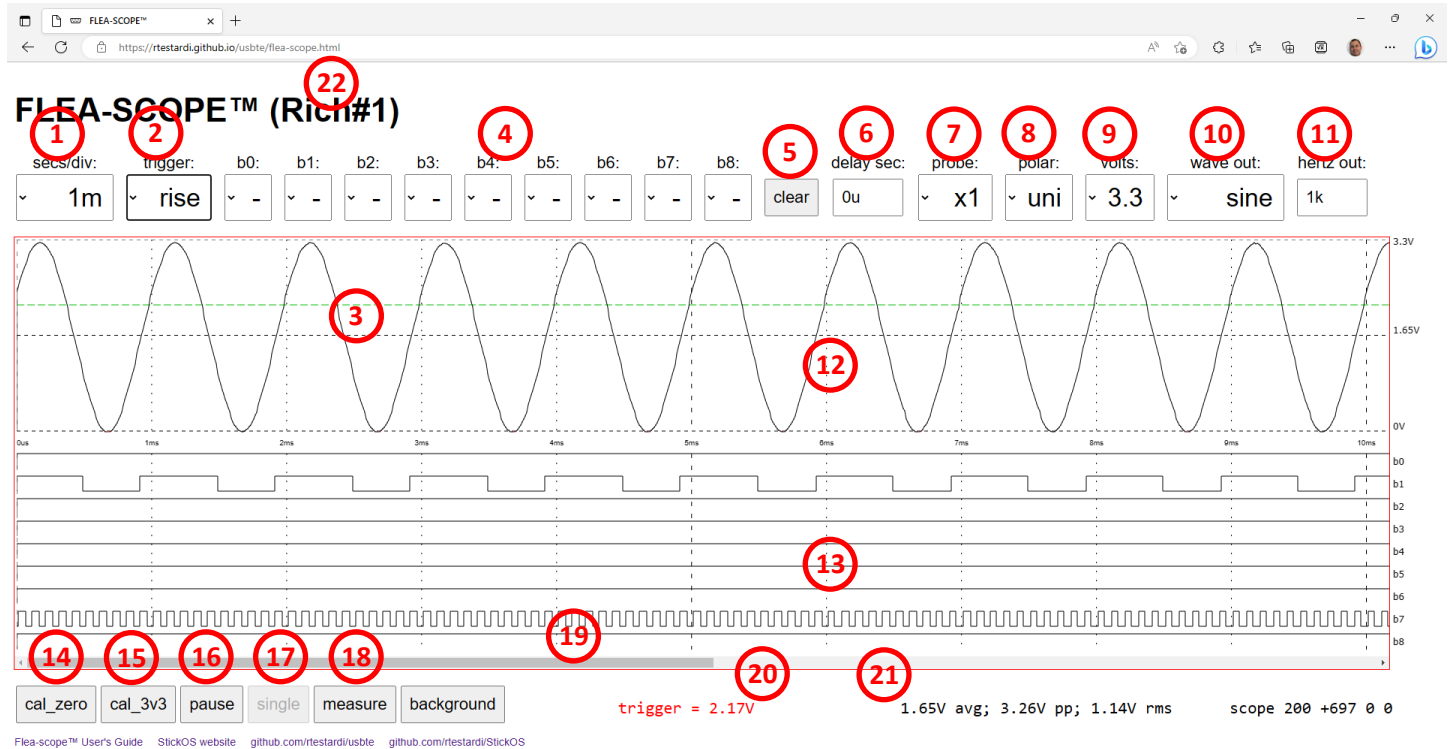 FLEA-SCOPE™
https://rtestardi.github.io/usbte/flea-scope.html
22
FLEA-SCOPE™ (Rich#1)
1 2 4 5 6 7 8 9 10 11
secs/div: trigger: b0: b1: b2: b3: b4: b5: b6: b7: b8: delay sec: probe: polar: volts: wave out: hertz out:
1m rise - - - - - - - - - clear 0u x1 uni 3.3 sine 1k
3.3V
3
1.65V
12
0V
0us 1ms 2ms 3ms 4ms 5ms 6ms 7ms 8ms 9ms 10ms
b0
b1
b2
b3
b4
13
b5
b6
b7
19
b8
14 15 16 17 18 20 21
cal_zero cal_3v3 pause single measure background trigger = 2.17V 1.65V avg; 3.26V pp; 1.14V rms scope 200 +697 0 0
Flea-scope™ User's Guide StickOS website github.com/rtestardi/usbte github.com/rtestardi/StickOS